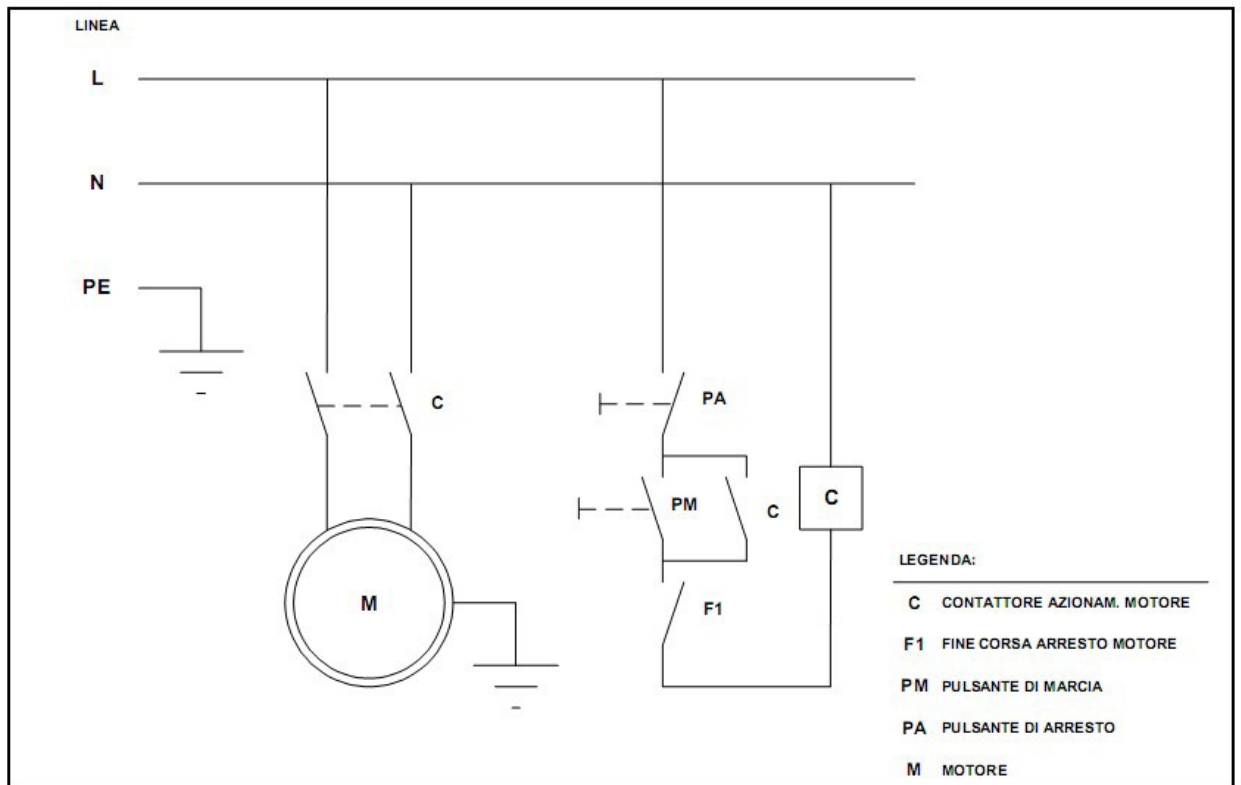 LINEA
L
N
PE
C
PA
PM
C
C
M
F1
LEGENDA:
C CONTATTORE AZIONAM. MOTORE
F1 FINE CORSA ARRESTO MOTORE
PM PULSANTE DI MARCIA
PA PULSANTE DI ARRESTO
M MOTORE